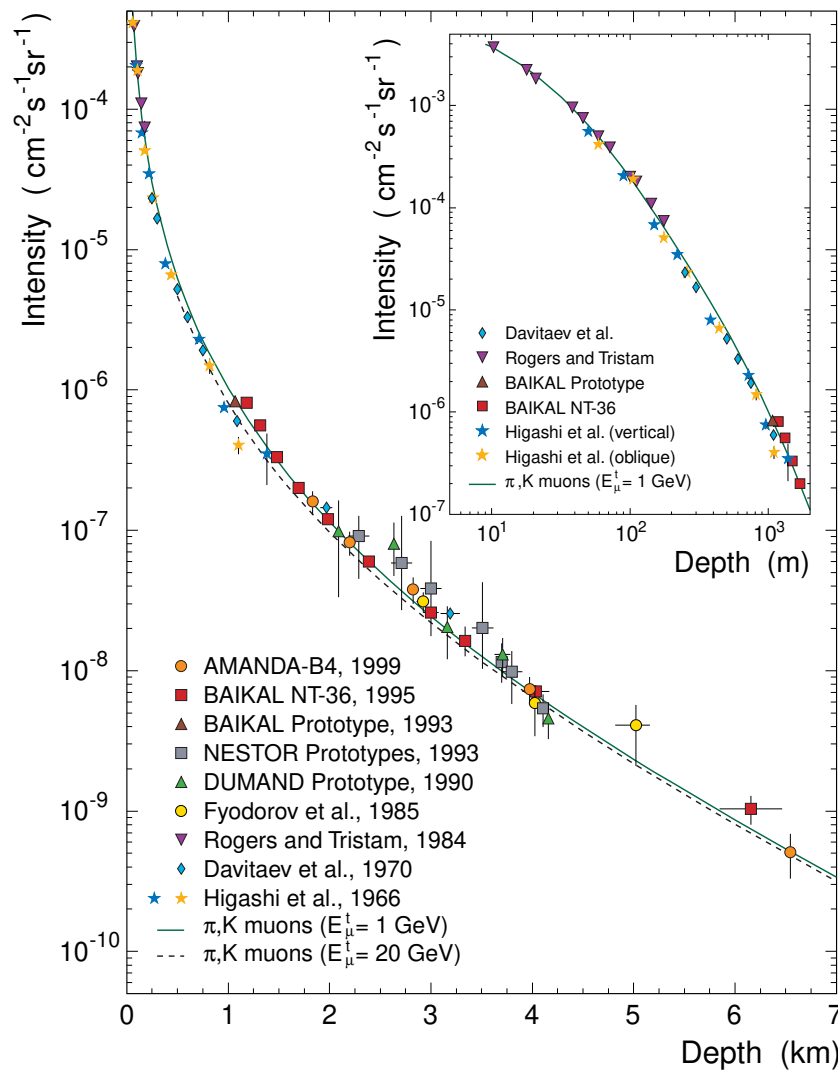 Intensity ( cm⁻²s⁻¹sr⁻¹)
10⁻⁴
10⁻⁵
10⁻⁶
10⁻⁷
10⁻⁸
10⁻⁹
10⁻¹⁰
0 1 2 3 4 5 6 7
Depth (km)
AMANDA-B4, 1999
BAIKAL NT-36, 1995
BAIKAL Prototype, 1993
NESTOR Prototypes, 1993
DUMAND Prototype, 1990
Fyodorov et al., 1985
Rogers and Tristam, 1984
Davitaev et al., 1970
Higashi et al., 1966
π,K muons (E_μ^t= 1 GeV)
π,K muons (E_μ^t= 20 GeV)
Intensity ( cm⁻²s⁻¹sr⁻¹)
10⁻³
10⁻⁴
10⁻⁵
10⁻⁶
10⁻⁷
10¹ 10² 10³
Depth (m)
Davitaev et al.
Rogers and Tristam
BAIKAL Prototype
BAIKAL NT-36
Higashi et al. (vertical)
Higashi et al. (oblique)
π,K muons (E_μ^t= 1 GeV)